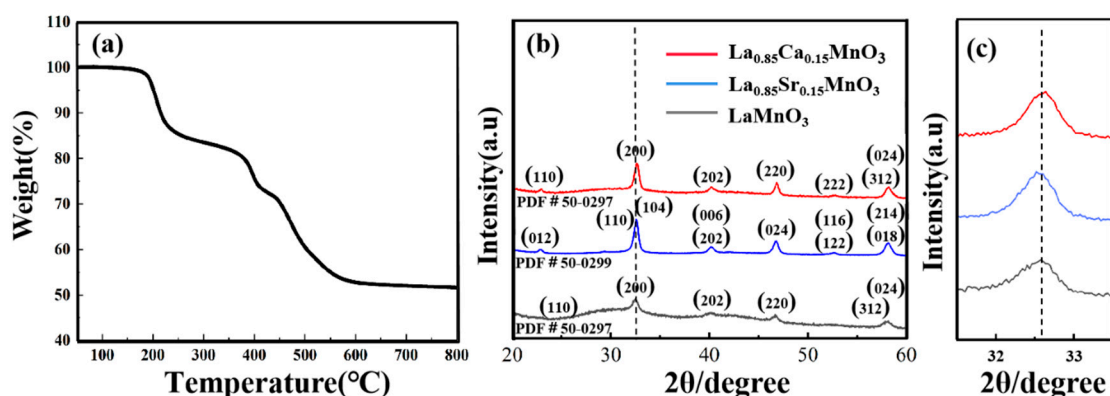 (a)
110
100
90
80
70
60
50
40
Weight(%)
100 200 300 400 500 600 700 800
Temperature(°C)
(b)
La0.85Ca0.15MnO3
La0.85Sr0.15MnO3
LaMnO3
(110) (200) (202) (220) (222) (024)
(312)
PDF # 50-0297
(012) (110) (104) (006) (202) (024) (116) (122) (214) (018)
PDF # 50-0299
(110) (200) (202) (220) (312) (024)
PDF # 50-0297
Intensity(a.u)
20 30 40 50 60
2θ/degree
(c)
Intensity(a.u)
32 33
2θ/degree